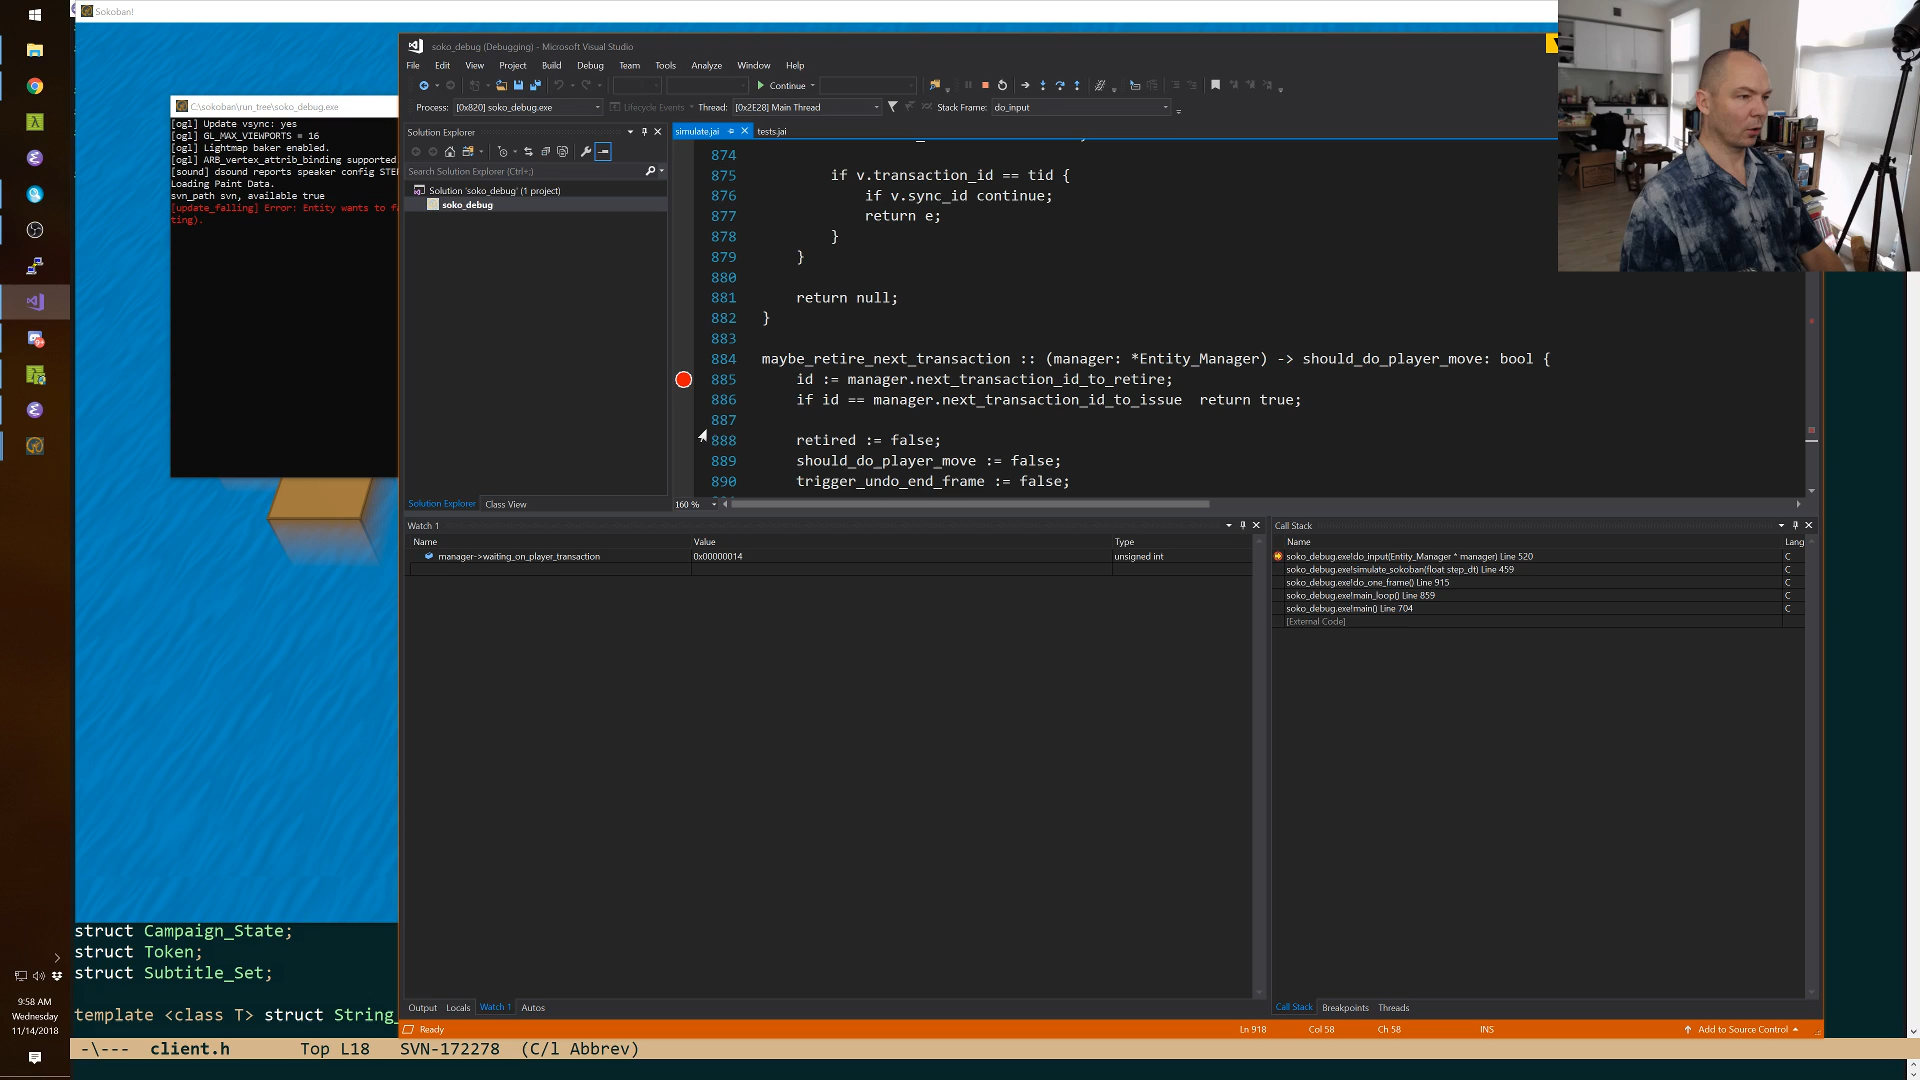 Sokoban!
soko_debug (Debugging) - Microsoft Visual Studio
File Edit View Project Build Debug Team Tools Analyze Window Help
Continue
Process: [0x820] soko_debug.exe Lifecycle Events Thread: [0x2E28] Main Thread Stack Frame: do_input
C:\sokoban\run_tree\soko_debug.exe
[ogl] Update vsync: yes
[ogl] GL_MAX_VIEWPORTS = 16
[ogl] Lightmap baker enabled.
[ogl] ARB_vertex_attrib_binding supported
[sound] dsound reports speaker config STE
Loading Paint Data.
svn_path svn, available true
[update_falling] Error: Entity wants to f
ting).
Solution Explorer
Search Solution Explorer (Ctrl+;)
Solution 'soko_debug' (1 project)
soko_debug
Solution Explorer Class View
simulate.jai tests.jai
874
875 if v.transaction_id == tid {
876 if v.sync_id continue;
877 return e;
878 }
879 }
880
881 return null;
882 }
883
884 maybe_retire_next_transaction :: (manager: *Entity_Manager) -> should_do_player_move: bool {
885 id := manager.next_transaction_id_to_retire;
886 if id == manager.next_transaction_id_to_issue return true;
887
888 retired := false;
889 should_do_player_move := false;
890 trigger_undo_end_frame := false;
160 %
Watch 1
Name Value Type
manager->waiting_on_player_transaction 0x00000014 unsigned int
Call Stack
Name Lang
soko_debug.exe!do_input(Entity_Manager * manager) Line 520 C
soko_debug.exe!simulate_sokoban(float step_dt) Line 459 C
soko_debug.exe!do_one_frame() Line 915 C
soko_debug.exe!main_loop() Line 859 C
soko_debug.exe!main() Line 704 C
[External Code]
Output Locals Watch 1 Autos
Call Stack Breakpoints Threads
Ready Ln 918 Col 58 Ch 58 INS Add to Source Control
struct Campaign_State;
struct Token;
struct Subtitle_Set;
template <class T> struct String_
-\--- client.h Top L18 SVN-172278 (C/l Abbrev)
9:58 AM
Wednesday
11/14/2018